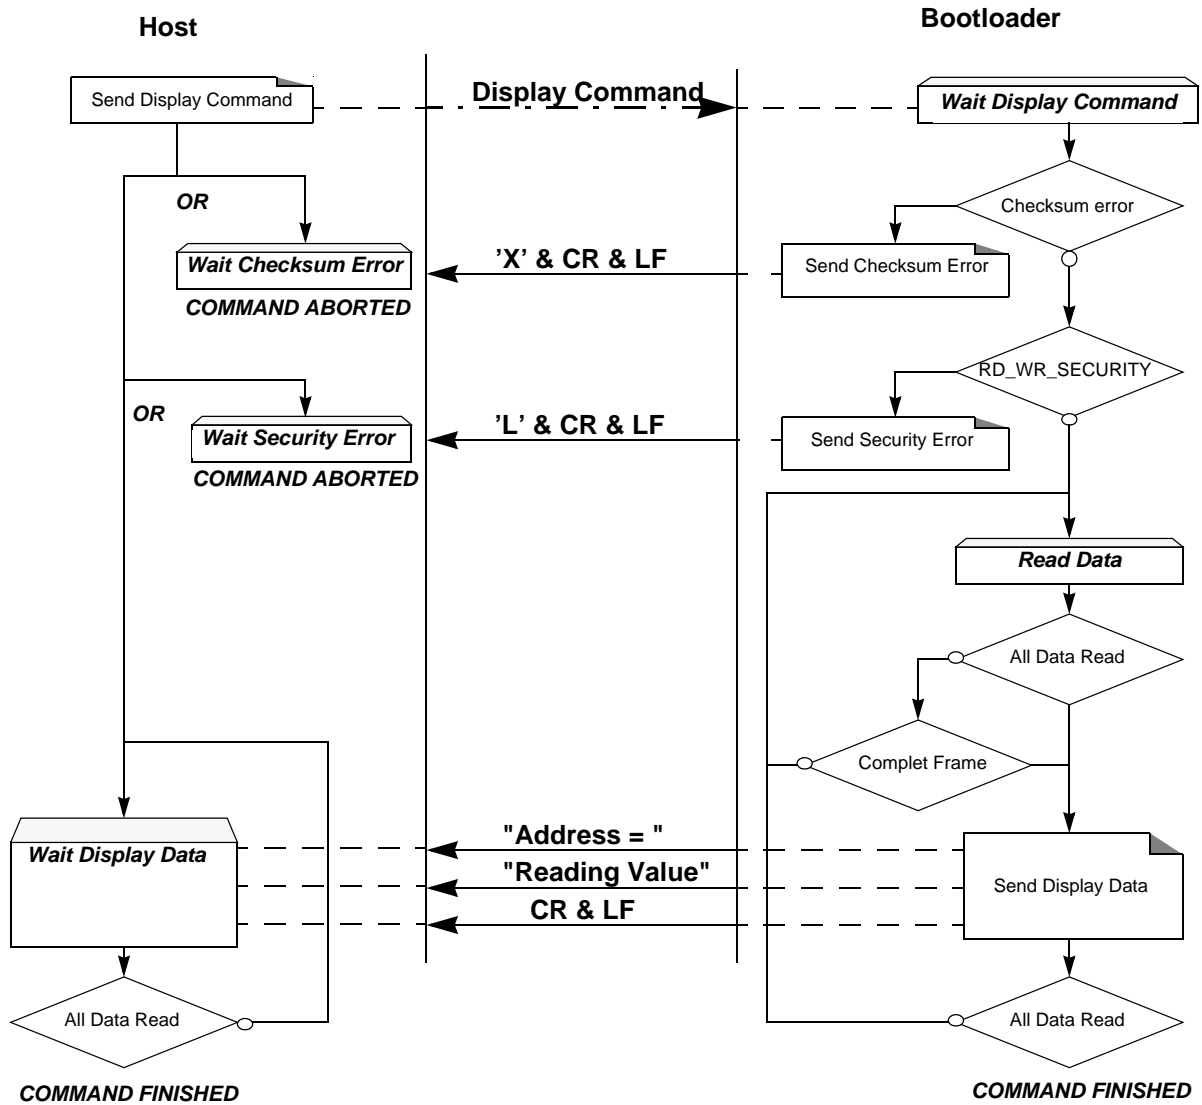 Host
Bootloader
Send Display Command
Display Command
Wait Display Command
OR
Checksum error
Wait Checksum Error
’X’ & CR & LF
Send Checksum Error
COMMAND ABORTED
RD_WR_SECURITY
OR
Wait Security Error
’L’ & CR & LF
Send Security Error
COMMAND ABORTED
Read Data
All Data Read
Complet Frame
Wait Display Data
"Address = "
"Reading Value"
CR & LF
Send Display Data
All Data Read
All Data Read
COMMAND FINISHED
COMMAND FINISHED